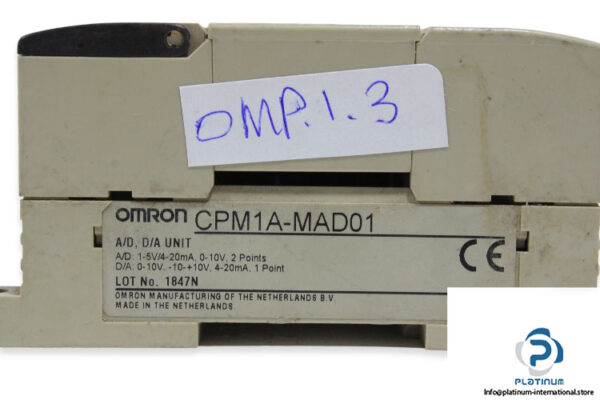 OMP.1.3
OMRON CPM1A-MAD01
A/D, D/A UNIT
A/D: 1-5V/4-20mA, 0-10V, 2 Points
D/A: 0-10V, -10-+10V, 4-20mA, 1 Point
LOT No. 1847N
OMRON MANUFACTURING OF THE NETHERLANDS B.V.
MADE IN THE NETHERLANDS
CE
PLATINUM
Info@platinum-international.store